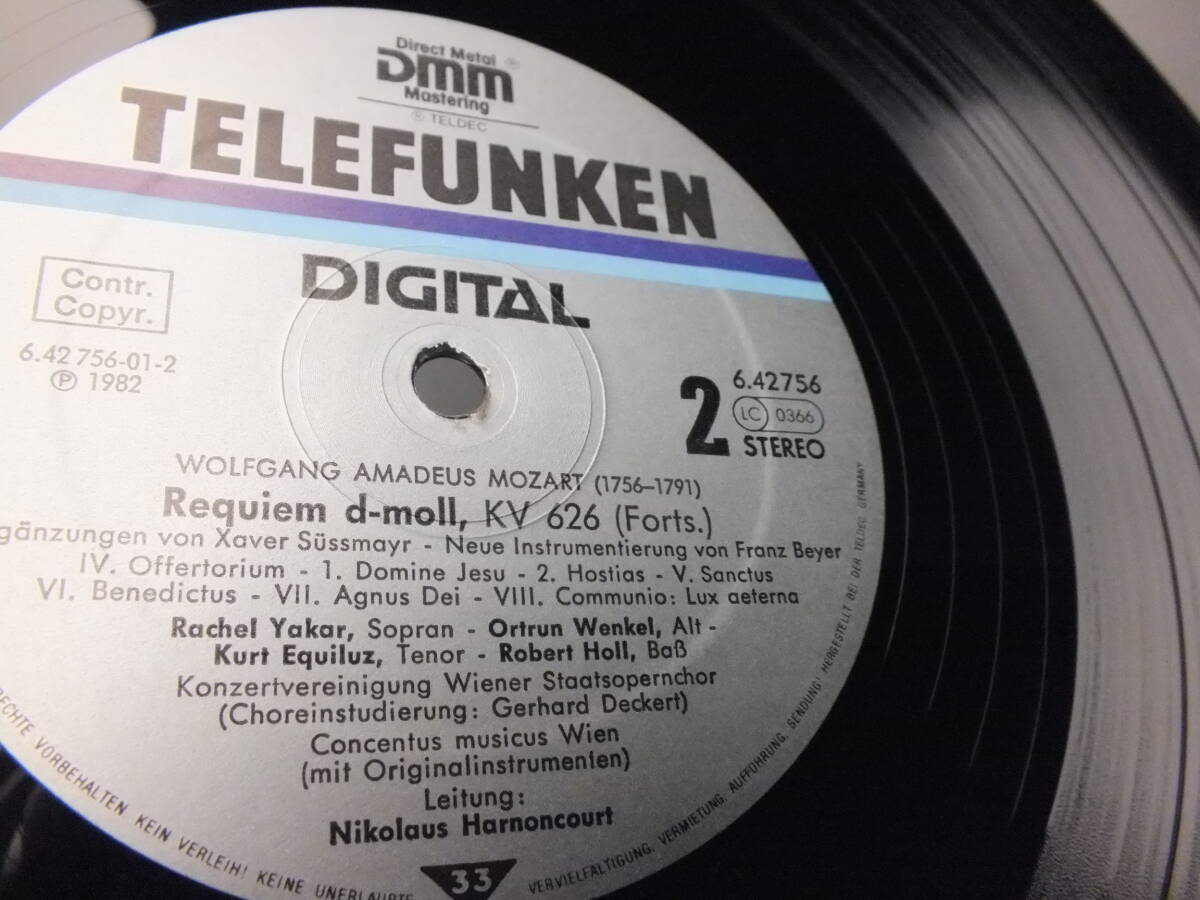 Direct Metal
DMM ®
Mastering
® TELDEC
TELEFUNKEN
DIGITAL
Contr.
Copyr.
6.42 756-01-2
℗ 1982
2
6.42756
LC 0366
STEREO
WOLFGANG AMADEUS MOZART (1756–1791)
Requiem d-moll, KV 626 (Forts.)
gänzungen von Xaver Süssmayr - Neue Instrumentierung von Franz Beyer
IV. Offertorium - 1. Domine Jesu - 2. Hostias - V. Sanctus
VI. Benedictus - VII. Agnus Dei - VIII. Communio: Lux aeterna
Rachel Yakar, Sopran - Ortrun Wenkel, Alt -
Kurt Equiluz, Tenor - Robert Holl, Baß
Konzertvereinigung Wiener Staatsopernchor
(Choreinstudierung: Gerhard Deckert)
Concentus musicus Wien
(mit Originalinstrumenten)
Leitung:
Nikolaus Harnoncourt
33
RECHTE VORBEHALTEN KEIN VERLEIH! KEINE UNERLAUBTE
VERVIELFÄLTIGUNG, VERMIETUNG, AUFFÜHRUNG, SENDUNG! HERGESTELLT BEI DER TELDEC GERMANY